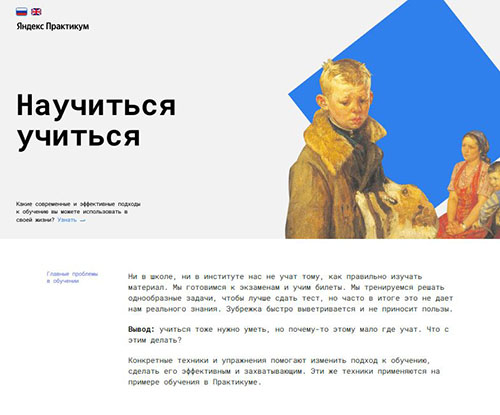 Яндекс Практикум
Научиться
учиться
Какие современные и эффективные подходы
к обучению вы можете использовать в
своей жизни? Узнать —
Главные проблемы
в обучении
Ни в школе, ни в институте нас не учат тому, как правильно изучать
материал. Мы готовимся к экзаменам и учим билеты. Мы тренируемся решать
однообразные задачи, чтобы лучше сдать тест, но часто в итоге это не дает
нам реального знания. Зубрежка быстро выветривается и не приносит пользы.
Вывод: учиться тоже нужно уметь, но почему-то этому мало где учат. Что с
этим делать?
Конкретные техники и упражнения помогают изменить подход к обучению,
сделать его эффективным и захватывающим. Эти же техники применяются на
примере обучения в Практикуме.